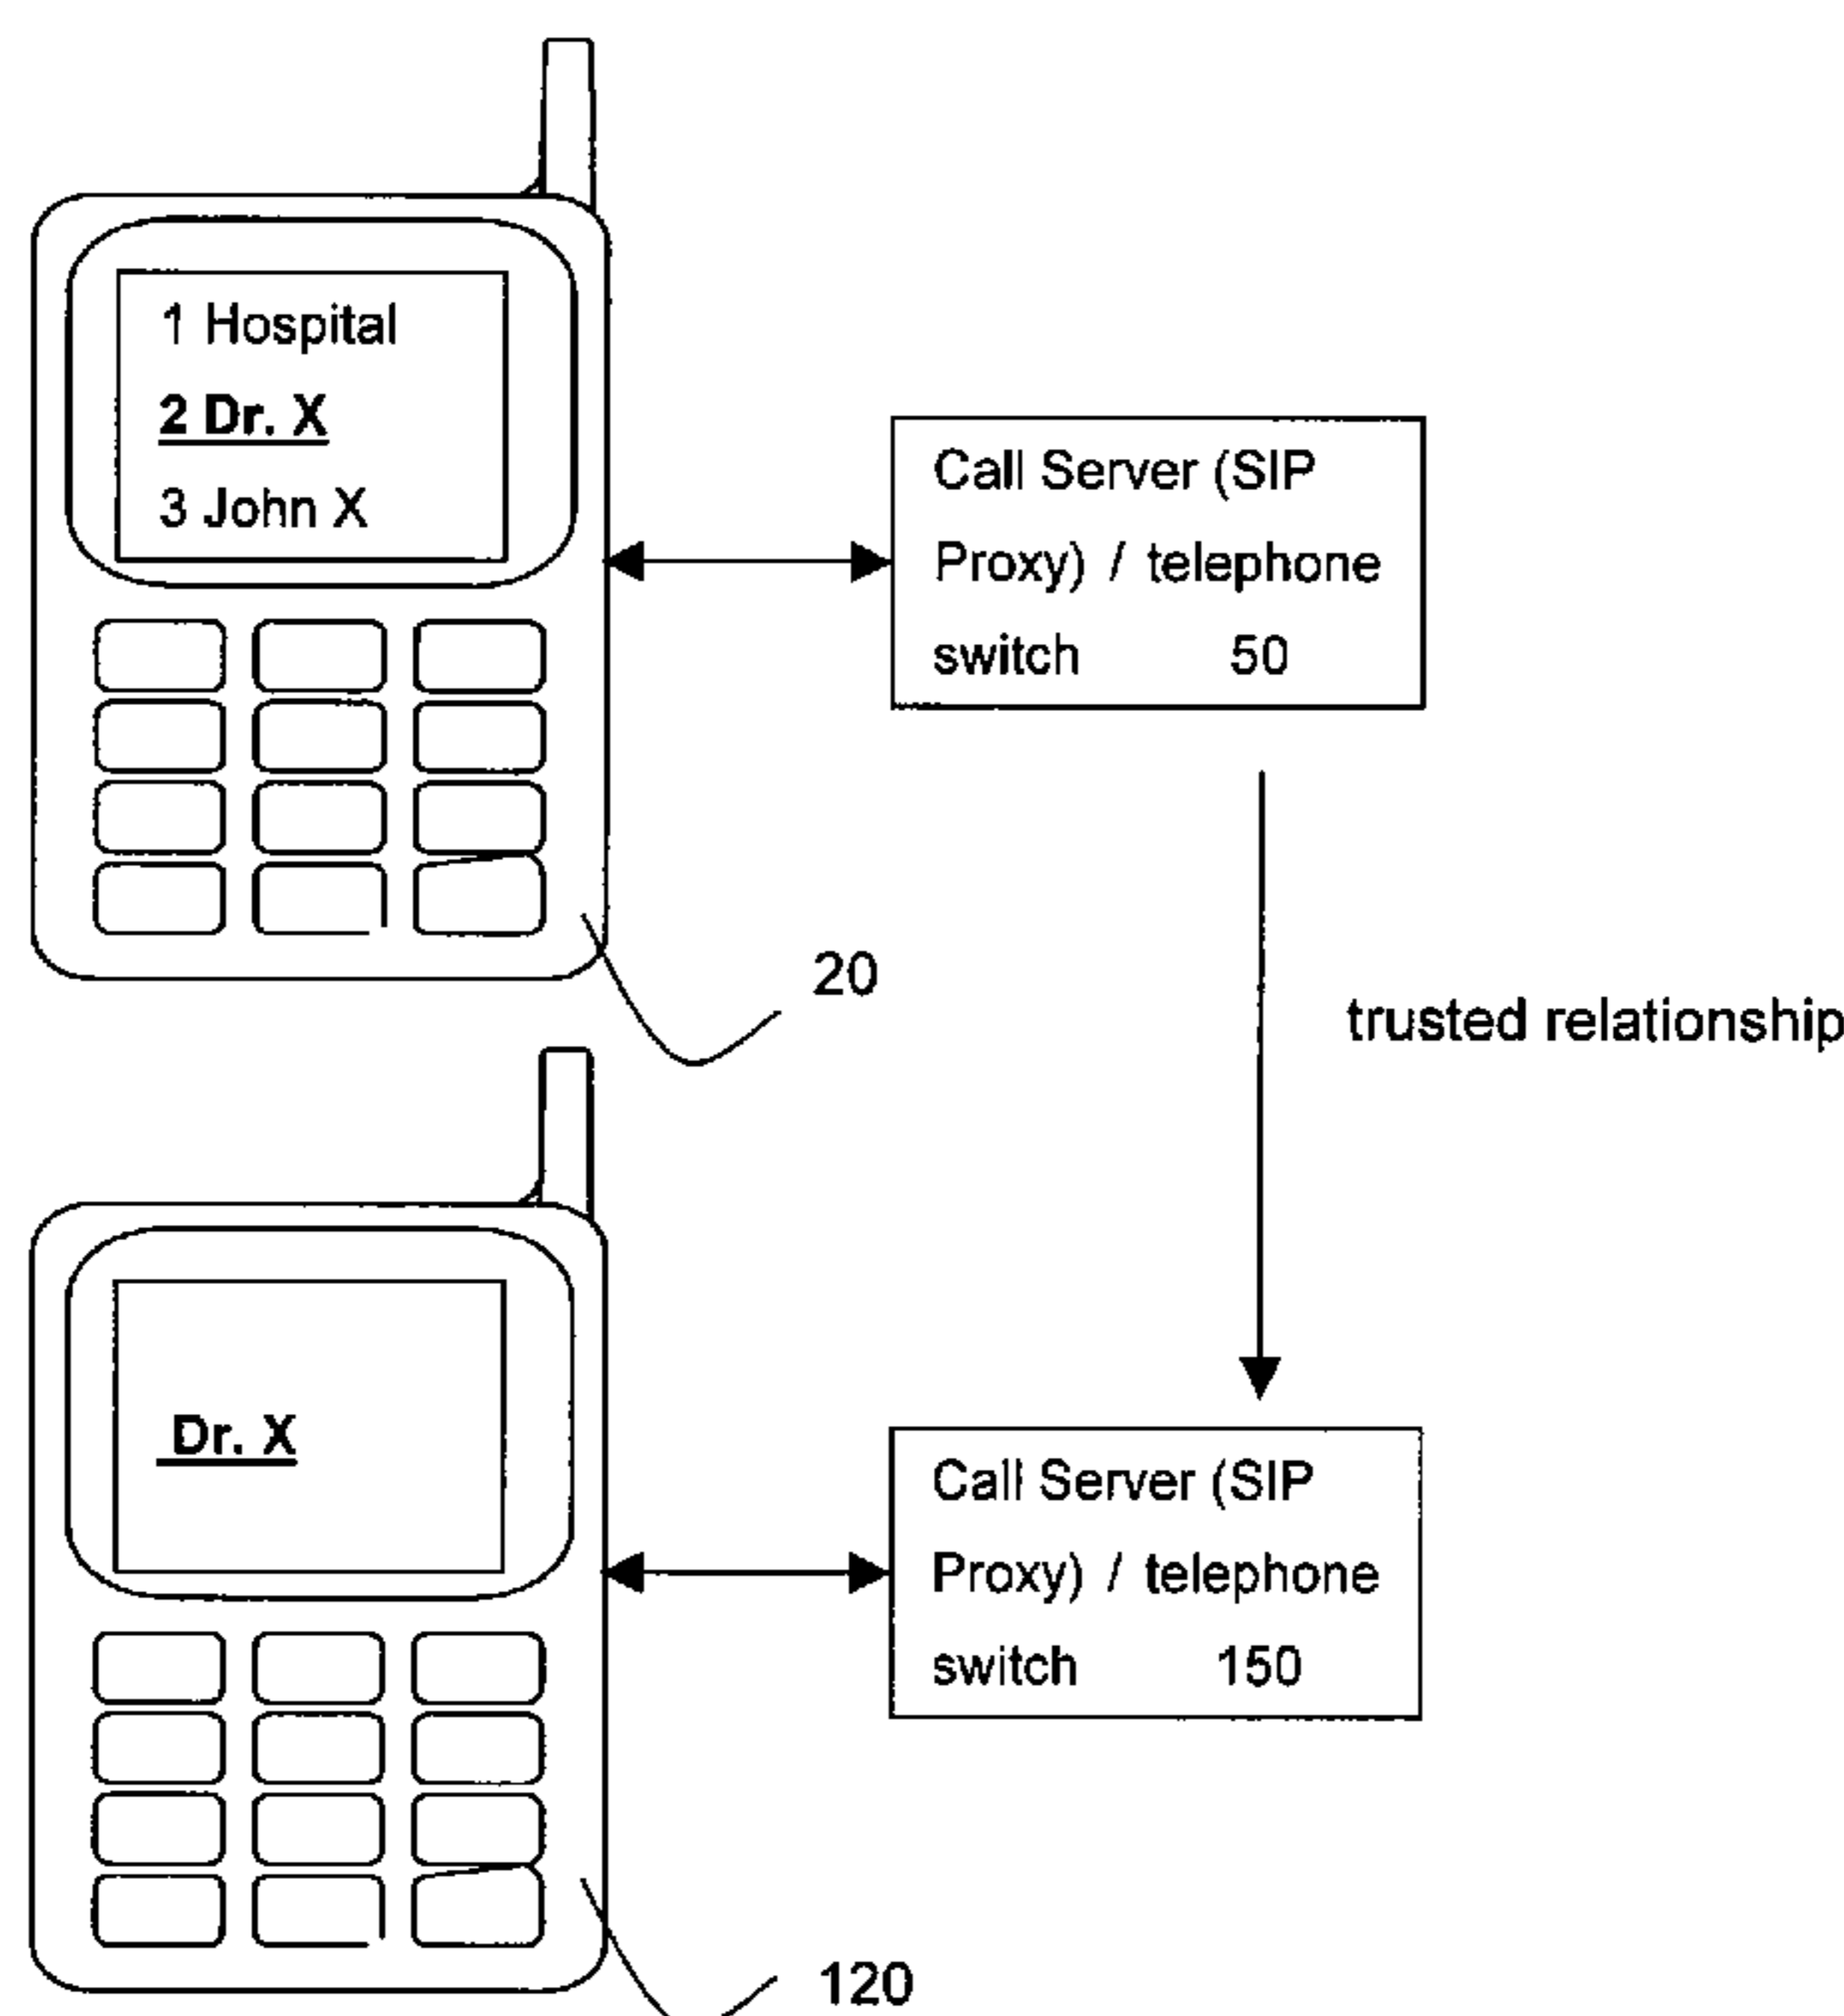 1 Hospital
2 Dr. X
3 John X
Call Server (SIP
Proxy) / telephone
switch 50
20
trusted relationship
Dr. X
Call Server (SIP
Proxy) / telephone
switch 150
120